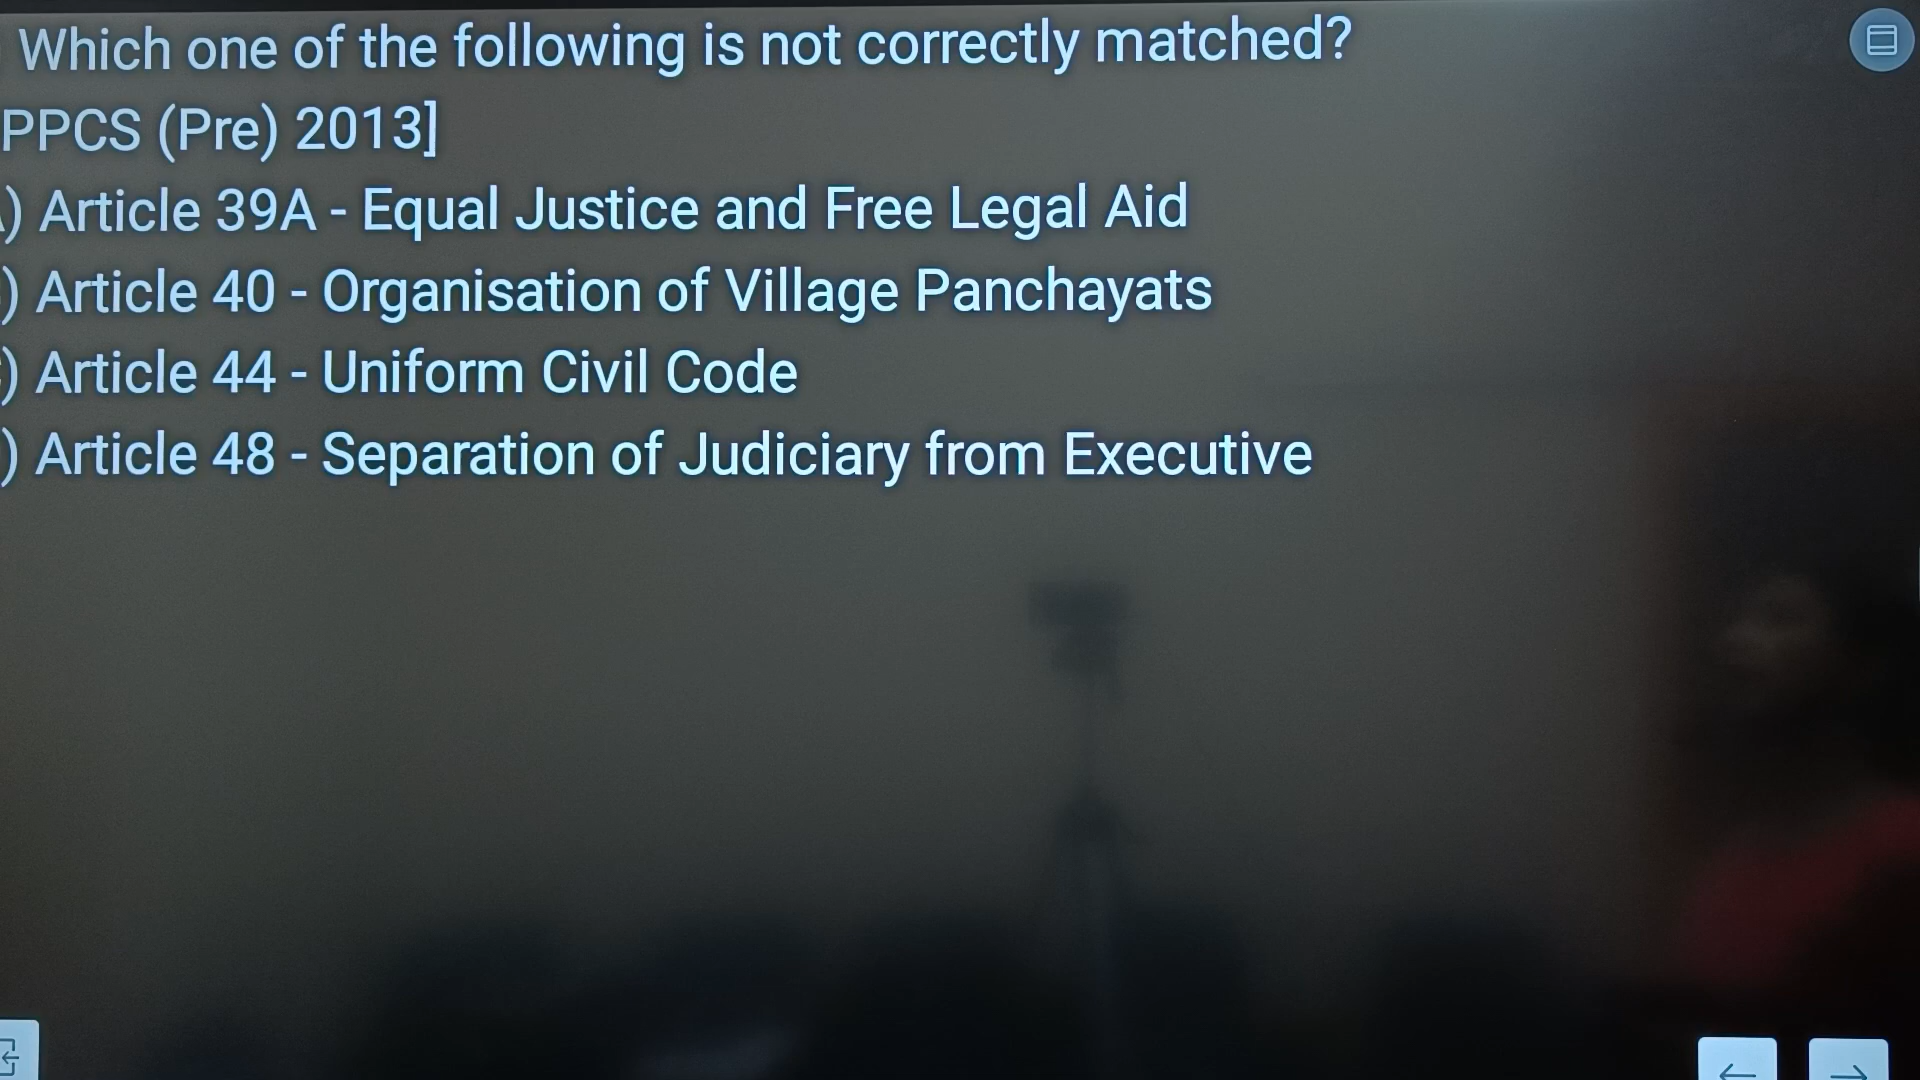 Which one of the following is not correctly matched?
PPCS (Pre) 2013]
) Article 39A - Equal Justice and Free Legal Aid
) Article 40 - Organisation of Village Panchayats
) Article 44 - Uniform Civil Code
) Article 48 - Separation of Judiciary from Executive